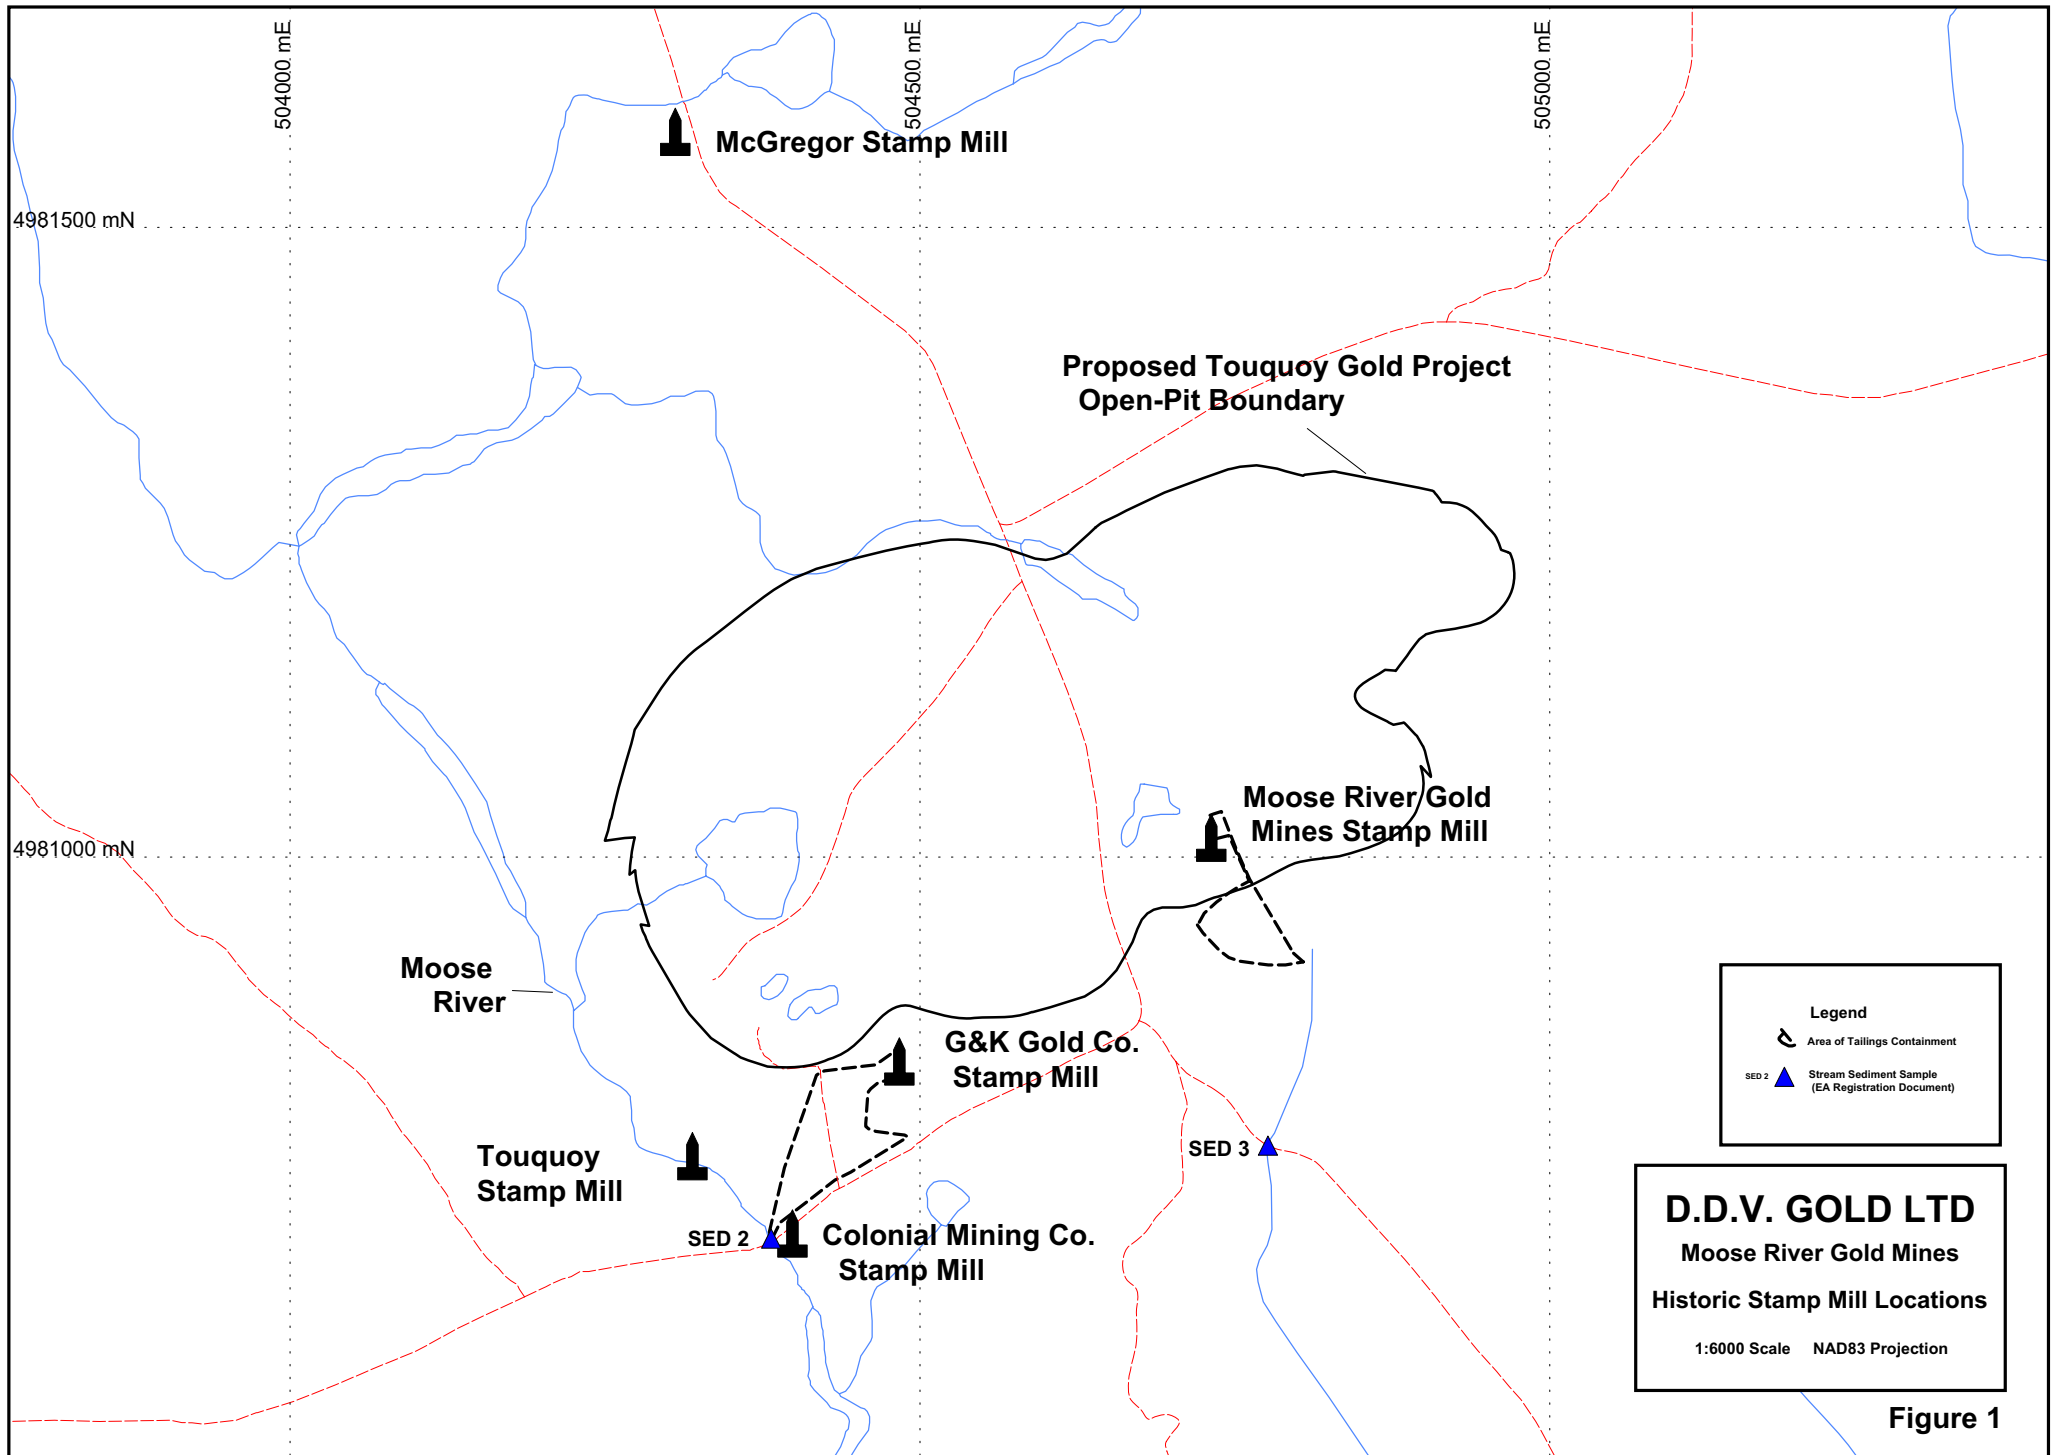 504000 mE
504500 mE
505000 mE
McGregor Stamp Mill
4981500 mN
Proposed Touquoy Gold Project
Open-Pit Boundary
Moose River Gold
Mines Stamp Mill
4981000 mN
Moose
River
G&K Gold Co.
Stamp Mill
Touquoy
Stamp Mill
SED 3
SED 2
Colonial Mining Co.
Stamp Mill
Legend
Area of Tailings Containment
SED 2
Stream Sediment Sample
(EA Registration Document)
D.D.V. GOLD LTD
Moose River Gold Mines
Historic Stamp Mill Locations
1:6000 Scale NAD83 Projection
Figure 1